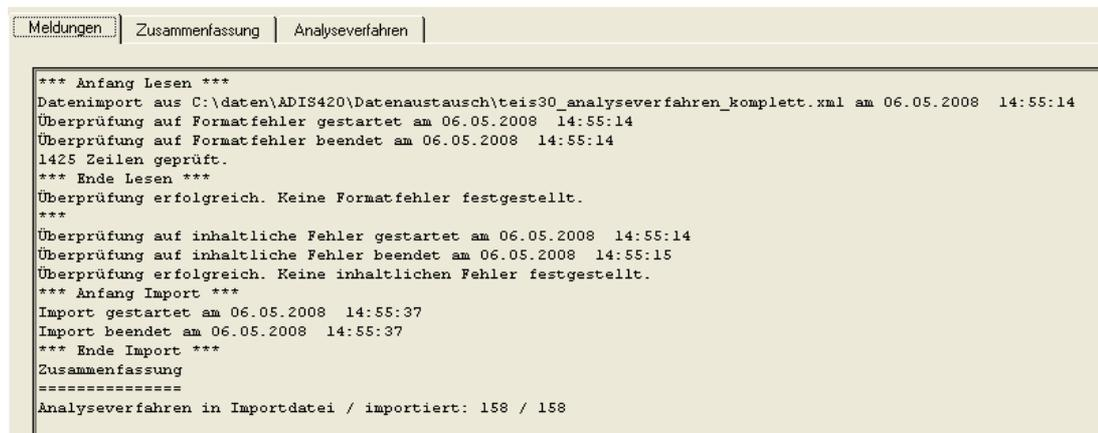 Meldungen Zusammenfassung Analyseverfahren
*** Anfang Lesen ***
Datenimport aus C:\daten\ADIS420\Datenaustausch\teis30_analyseverfahren_komplett.xml am 06.05.2008  14:55:14
Überprüfung auf Formatfehler gestartet am 06.05.2008  14:55:14
Überprüfung auf Formatfehler beendet am 06.05.2008  14:55:14
1425 Zeilen geprüft.
*** Ende Lesen ***
Überprüfung erfolgreich. Keine Formatfehler festgestellt.
***
Überprüfung auf inhaltliche Fehler gestartet am 06.05.2008  14:55:14
Überprüfung auf inhaltliche Fehler beendet am 06.05.2008  14:55:15
Überprüfung erfolgreich. Keine inhaltlichen Fehler festgestellt.
*** Anfang Import ***
Import gestartet am 06.05.2008  14:55:37
Import beendet am 06.05.2008  14:55:37
*** Ende Import ***
Zusammenfassung
===============
Analyseverfahren in Importdatei / importiert: 158 / 158